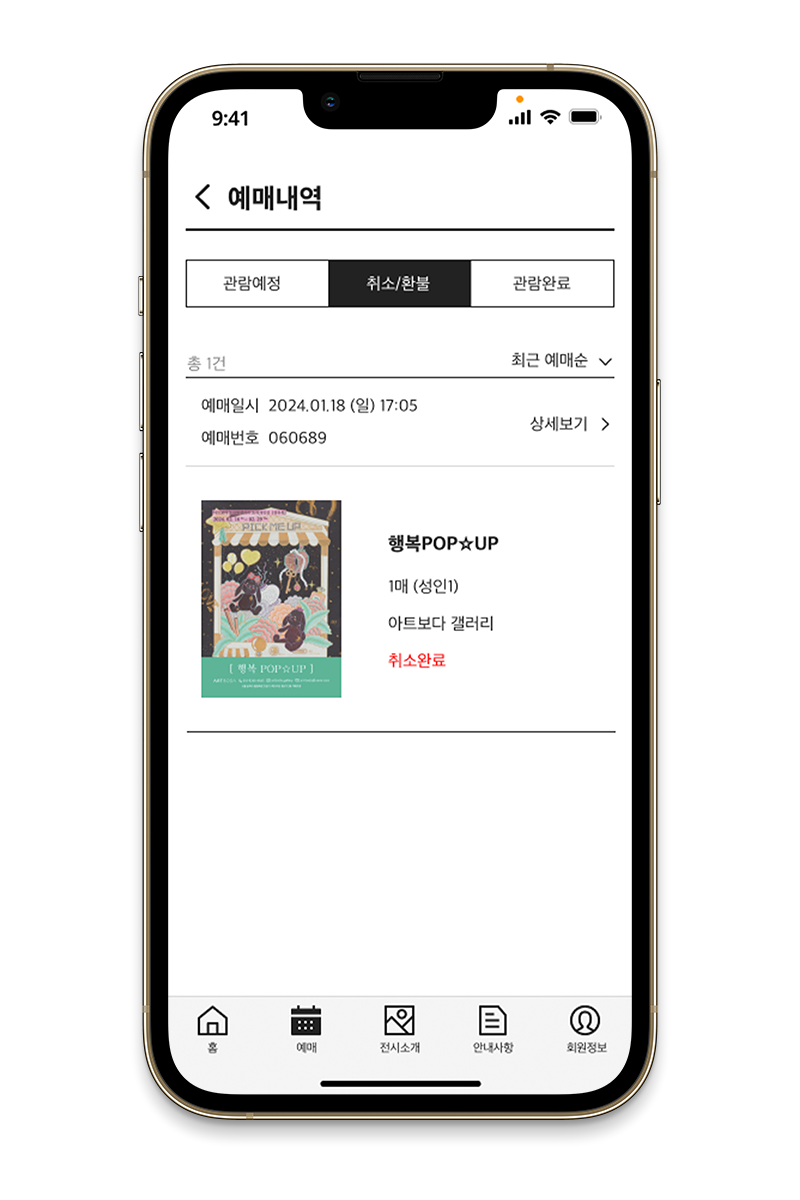 9:41
예매내역
관람예정 취소/환불 관람완료
총 1건 최근 예매순
예매일시 2024.01.18 (일) 17:05
예매번호 060689
상세보기
PICK ME UP
[ 행복 POP☆UP ]
행복POP☆UP
1매 (성인1)
아트보다 갤러리
취소완료
홈 예매 전시소개 안내사항 회원정보